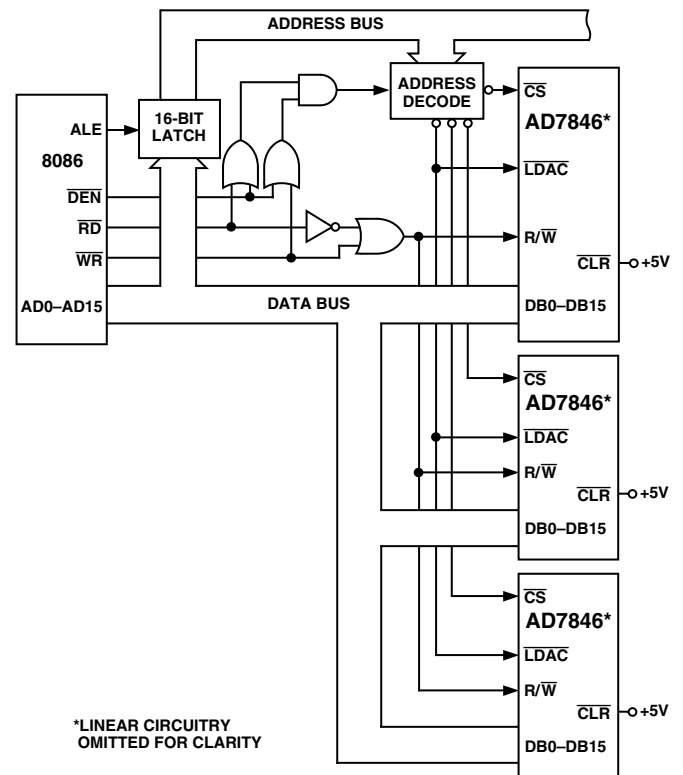 ADDRESS BUS
ALE
8086
DEN
RD
WR
AD0–AD15
16-BIT
LATCH
ADDRESS
DECODE
CS
AD7846*
LDAC
R/W
CLR
+5V
DB0–DB15
DATA BUS
CS
AD7846*
LDAC
R/W
CLR
+5V
DB0–DB15
CS
AD7846*
LDAC
R/W
CLR
+5V
DB0–DB15
*LINEAR CIRCUITRY
OMITTED FOR CLARITY